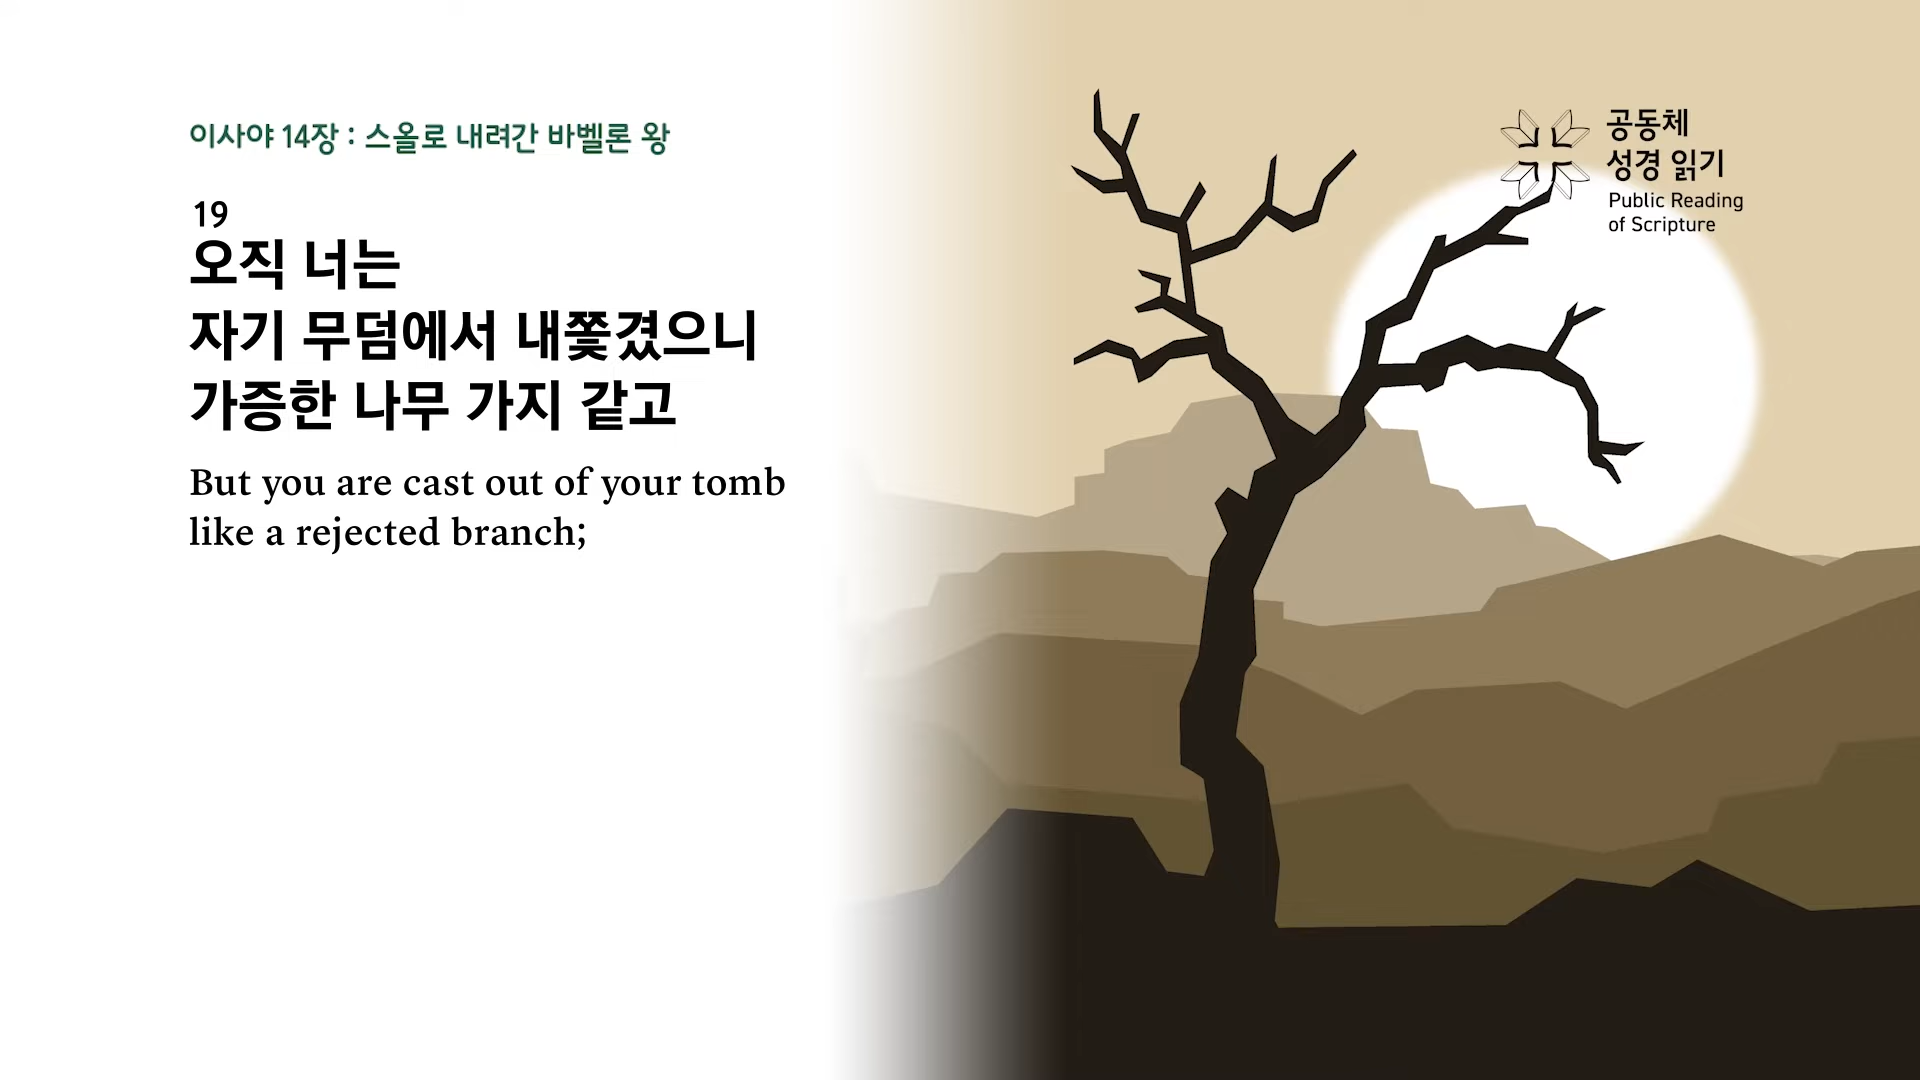 이사야 14장 : 스올로 내려간 바벨론 왕
19
오직 너는
자기 무덤에서 내쫓겼으니
가증한 나무 가지 같고
But you are cast out of your tomb
like a rejected branch;
공동체
성경 읽기
Public Reading
of Scripture